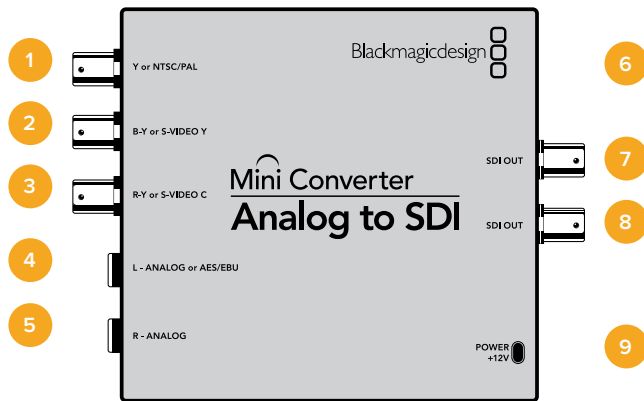 1
Y or NTSC/PAL
Blackmagicdesign
6
2
B-Y or S-VIDEO Y
7
SDI OUT
3
R-Y or S-VIDEO C
Mini Converter
Analog to SDI
8
SDI OUT
4
L - ANALOG or AES/EBU
5
R - ANALOG
9
POWER
+12V